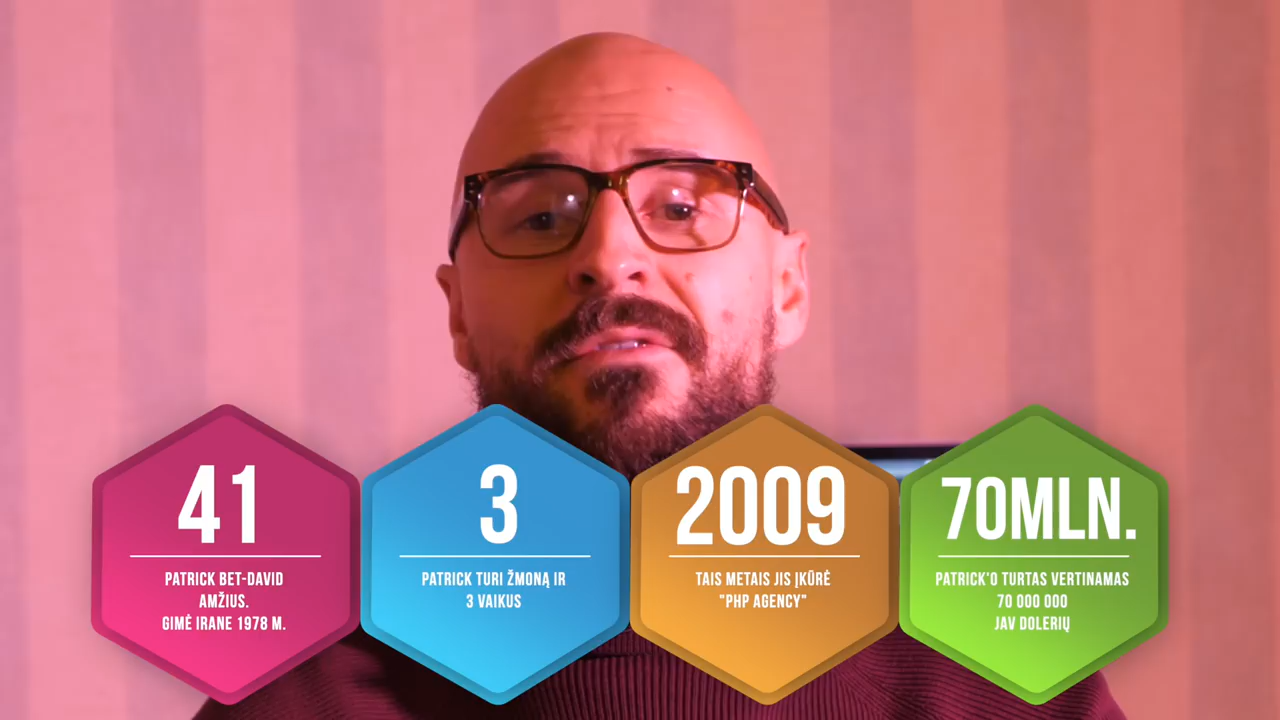 41
PATRICK BET-DAVID
AMŽIUS.
GIMĖ IRANE 1978 M.
3
PATRICK TURI ŽMONĄ IR
3 VAIKUS
2009
TAIS METAIS JIS ĮKŪRĖ
"PHP AGENCY"
70MLN.
PATRICK'O TURTAS VERTINAMAS
70 000 000
JAV DOLERIŲ